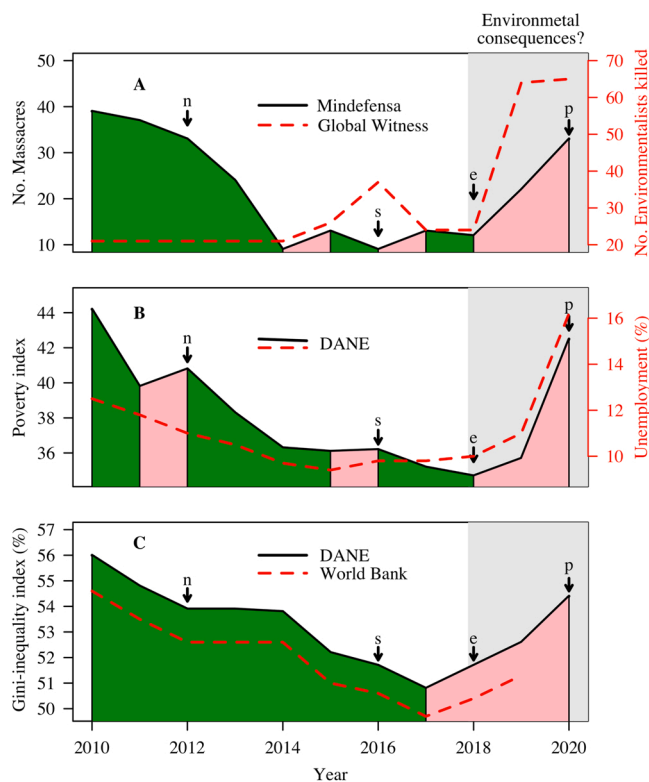 Environmetal
consequences?
A
No. Massacres
50
40
30
20
10
n
s
e
p
Mindefensa
Global Witness
70
60
50
40
30
20
No. Environmentalists killed
B
Poverty index
44
42
40
38
36
n
s
e
p
DANE
16
14
12
10
Unemployment (%)
C
Gini-inequality index (%)
57
56
55
54
53
52
51
50
n
s
e
p
DANE
World Bank
2010 2012 2014 2016 2018 2020
Year